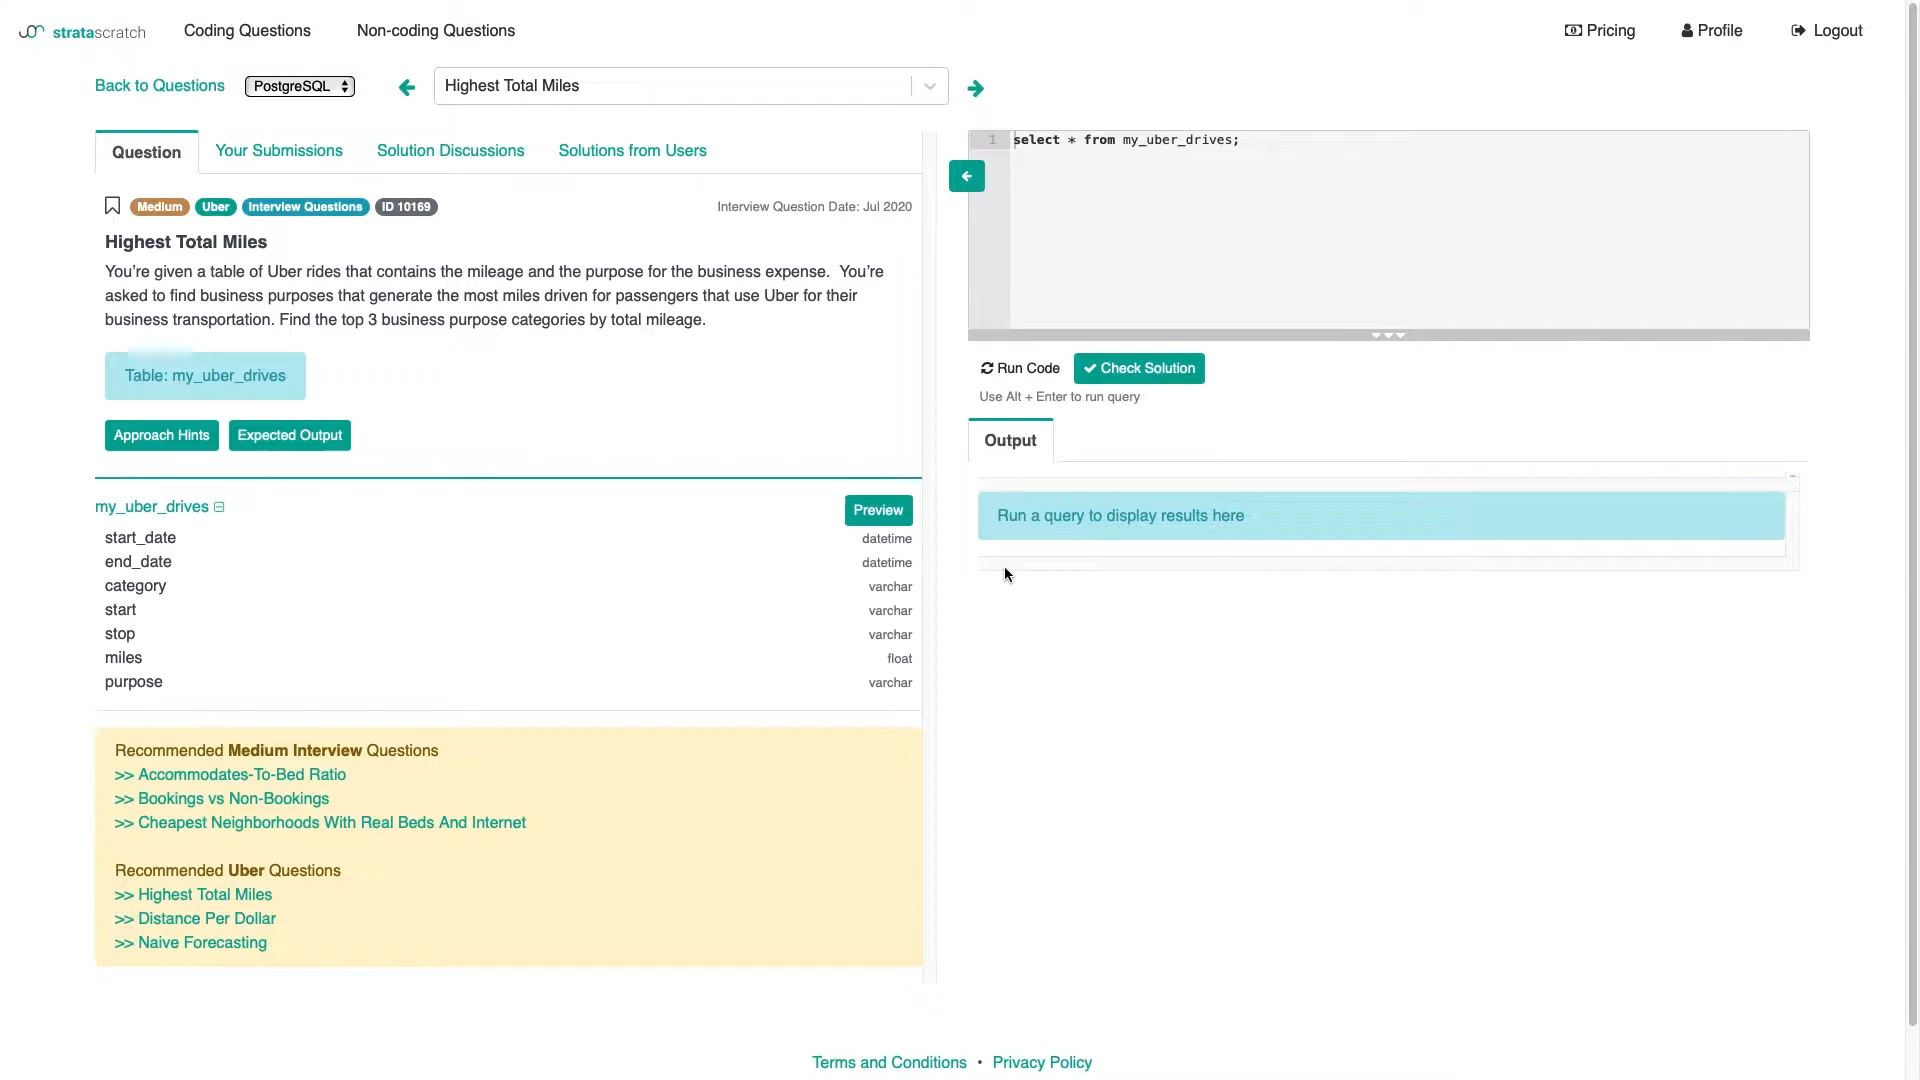 stratascratch
Coding Questions
Non-coding Questions
Pricing
Profile
Logout
Back to Questions
PostgreSQL
Highest Total Miles
Question
Your Submissions
Solution Discussions
Solutions from Users
Medium
Uber
Interview Questions
ID 10169
Interview Question Date: Jul 2020
Highest Total Miles
You’re given a table of Uber rides that contains the mileage and the purpose for the business expense.  You’re
asked to find business purposes that generate the most miles driven for passengers that use Uber for their
business transportation. Find the top 3 business purpose categories by total mileage.
Table: my_uber_drives
Approach Hints
Expected Output
my_uber_drives
Preview
start_date datetime
end_date datetime
category varchar
start varchar
stop varchar
miles float
purpose varchar
Recommended Medium Interview Questions
>> Accommodates-To-Bed Ratio
>> Bookings vs Non-Bookings
>> Cheapest Neighborhoods With Real Beds And Internet
Recommended Uber Questions
>> Highest Total Miles
>> Distance Per Dollar
>> Naive Forecasting
1 select * from my_uber_drives;
Run Code
Check Solution
Use Alt + Enter to run query
Output
Run a query to display results here
Terms and Conditions • Privacy Policy